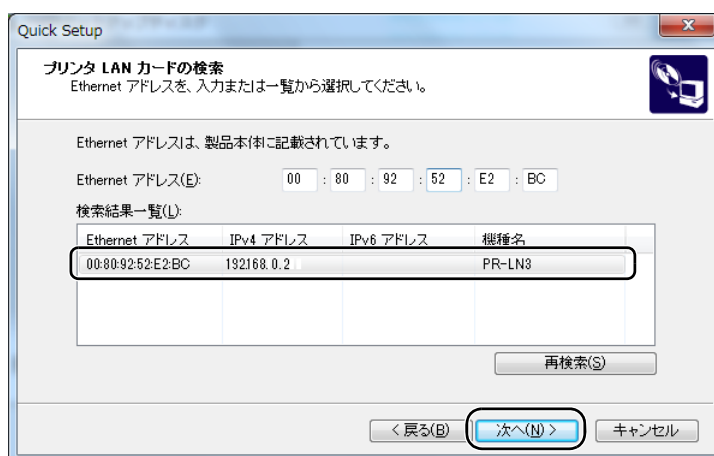 Quick Setup
プリンタ LAN カードの検索
Ethernet アドレスを、入力または一覧から選択してください。
Ethernet アドレスは、製品本体に記載されています。
Ethernet アドレス(E): 00 : 80 : 92 : 52 : E2 : BC
検索結果一覧(L):
Ethernet アドレス IPv4 アドレス IPv6 アドレス 機種名
00:80:92:52:E2:BC 192.168.0.2 PR-LN3
再検索(S)
< 戻る(B) 次へ(N) > キャンセル